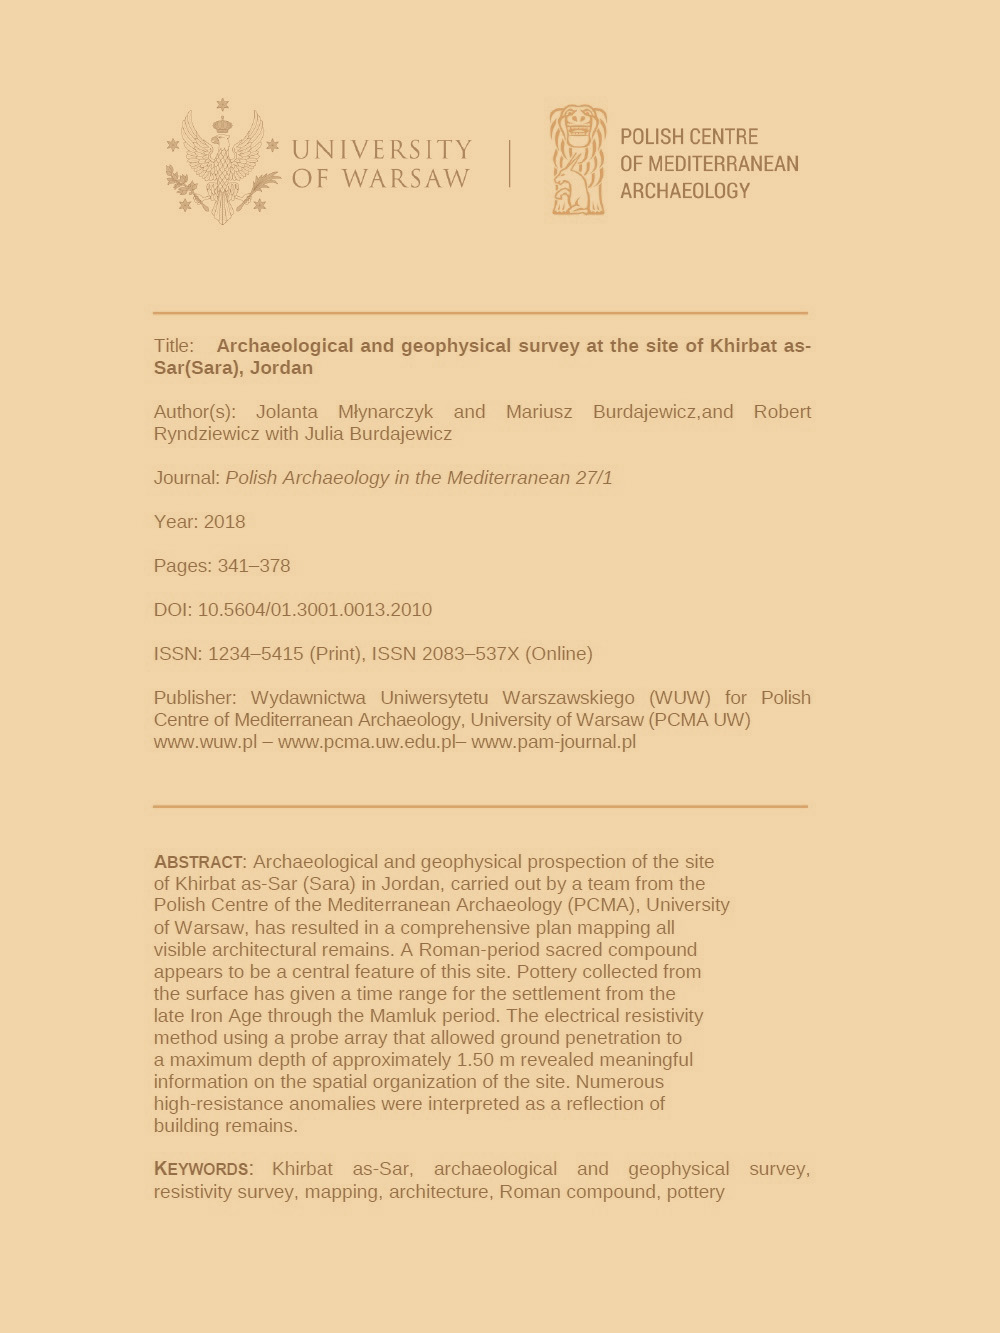 UNIVERSITY
OF WARSAW
POLISH CENTRE
OF MEDITERRANEAN
ARCHAEOLOGY
Title: Archaeological and geophysical survey at the site of Khirbat as-
Sar(Sara), Jordan
Author(s): Jolanta Młynarczyk and Mariusz Burdajewicz,and Robert
Ryndziewicz with Julia Burdajewicz
Journal: Polish Archaeology in the Mediterranean 27/1
Year: 2018
Pages: 341–378
DOI: 10.5604/01.3001.0013.2010
ISSN: 1234–5415 (Print), ISSN 2083–537X (Online)
Publisher: Wydawnictwa Uniwersytetu Warszawskiego (WUW) for Polish
Centre of Mediterranean Archaeology, University of Warsaw (PCMA UW)
www.wuw.pl – www.pcma.uw.edu.pl– www.pam-journal.pl
ABSTRACT: Archaeological and geophysical prospection of the site
of Khirbat as-Sar (Sara) in Jordan, carried out by a team from the
Polish Centre of the Mediterranean Archaeology (PCMA), University
of Warsaw, has resulted in a comprehensive plan mapping all
visible architectural remains. A Roman-period sacred compound
appears to be a central feature of this site. Pottery collected from
the surface has given a time range for the settlement from the
late Iron Age through the Mamluk period. The electrical resistivity
method using a probe array that allowed ground penetration to
a maximum depth of approximately 1.50 m revealed meaningful
information on the spatial organization of the site. Numerous
high-resistance anomalies were interpreted as a reflection of
building remains.
KEYWORDS: Khirbat as-Sar, archaeological and geophysical survey,
resistivity survey, mapping, architecture, Roman compound, pottery